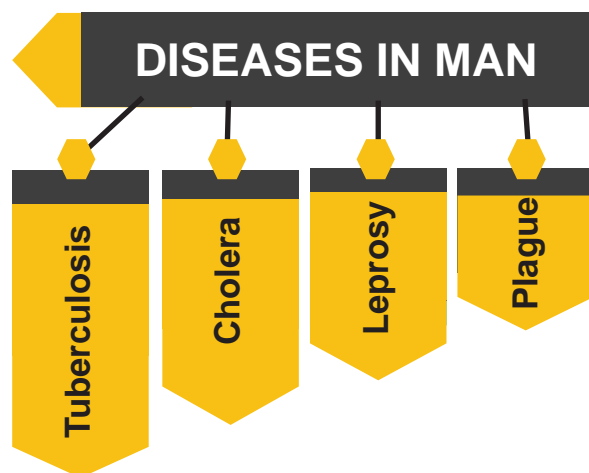 DISEASES IN MAN
Tuberculosis
Cholera
Leprosy
Plague